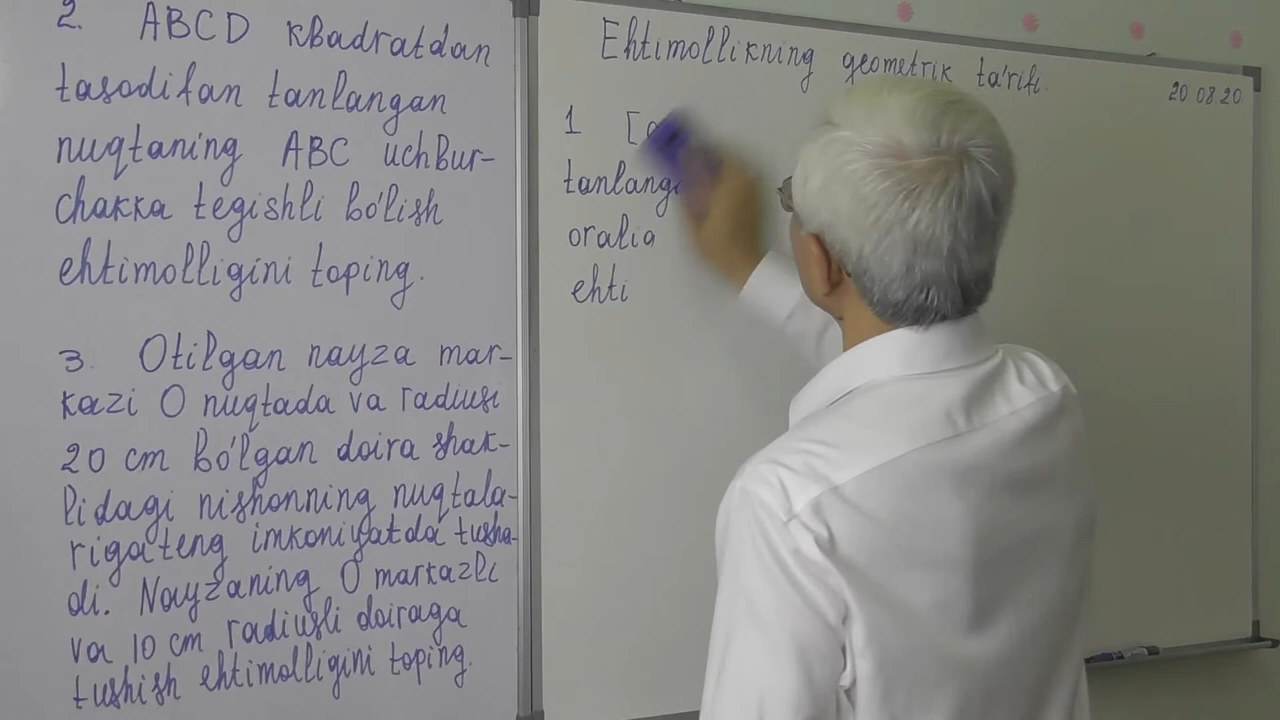 2. ABCD kvadratdan
tasodifan tanlangan
nuqtaning ABC uchbur-
chakka tegishli bo'lish
ehtimolligini toping.
3. Otilgan nayza mar-
kazi O nuqtada va radiusi
20 cm bo'lgan doira shak-
lidagi nishonning nuqtala-
riga teng imkoniyatda tusha-
di. Nayzaning O markazli
va 10 cm radiusli doiraga
tushish ehtimolligini toping.
Ehtimollikning geometrik ta'rifi.
20 08.20
1 [
tanlang
orali
ehti